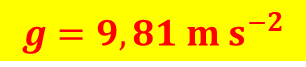 g = 9,81 m s⁻²